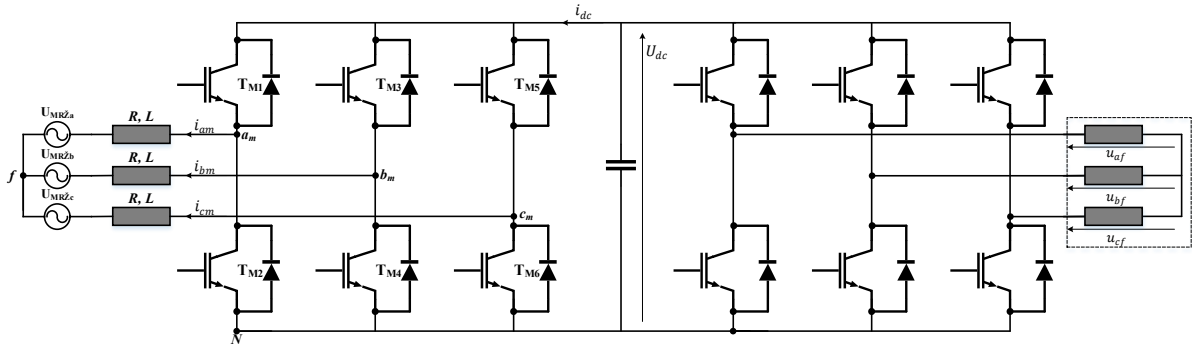 i_dc
U_dc
T_M1
T_M3
T_M5
U_MRŽa
R, L
i_am
a_m
U_MRŽb
R, L
i_bm
b_m
f
U_MRŽc
R, L
i_cm
c_m
u_af
u_bf
u_cf
T_M2
T_M4
T_M6
N